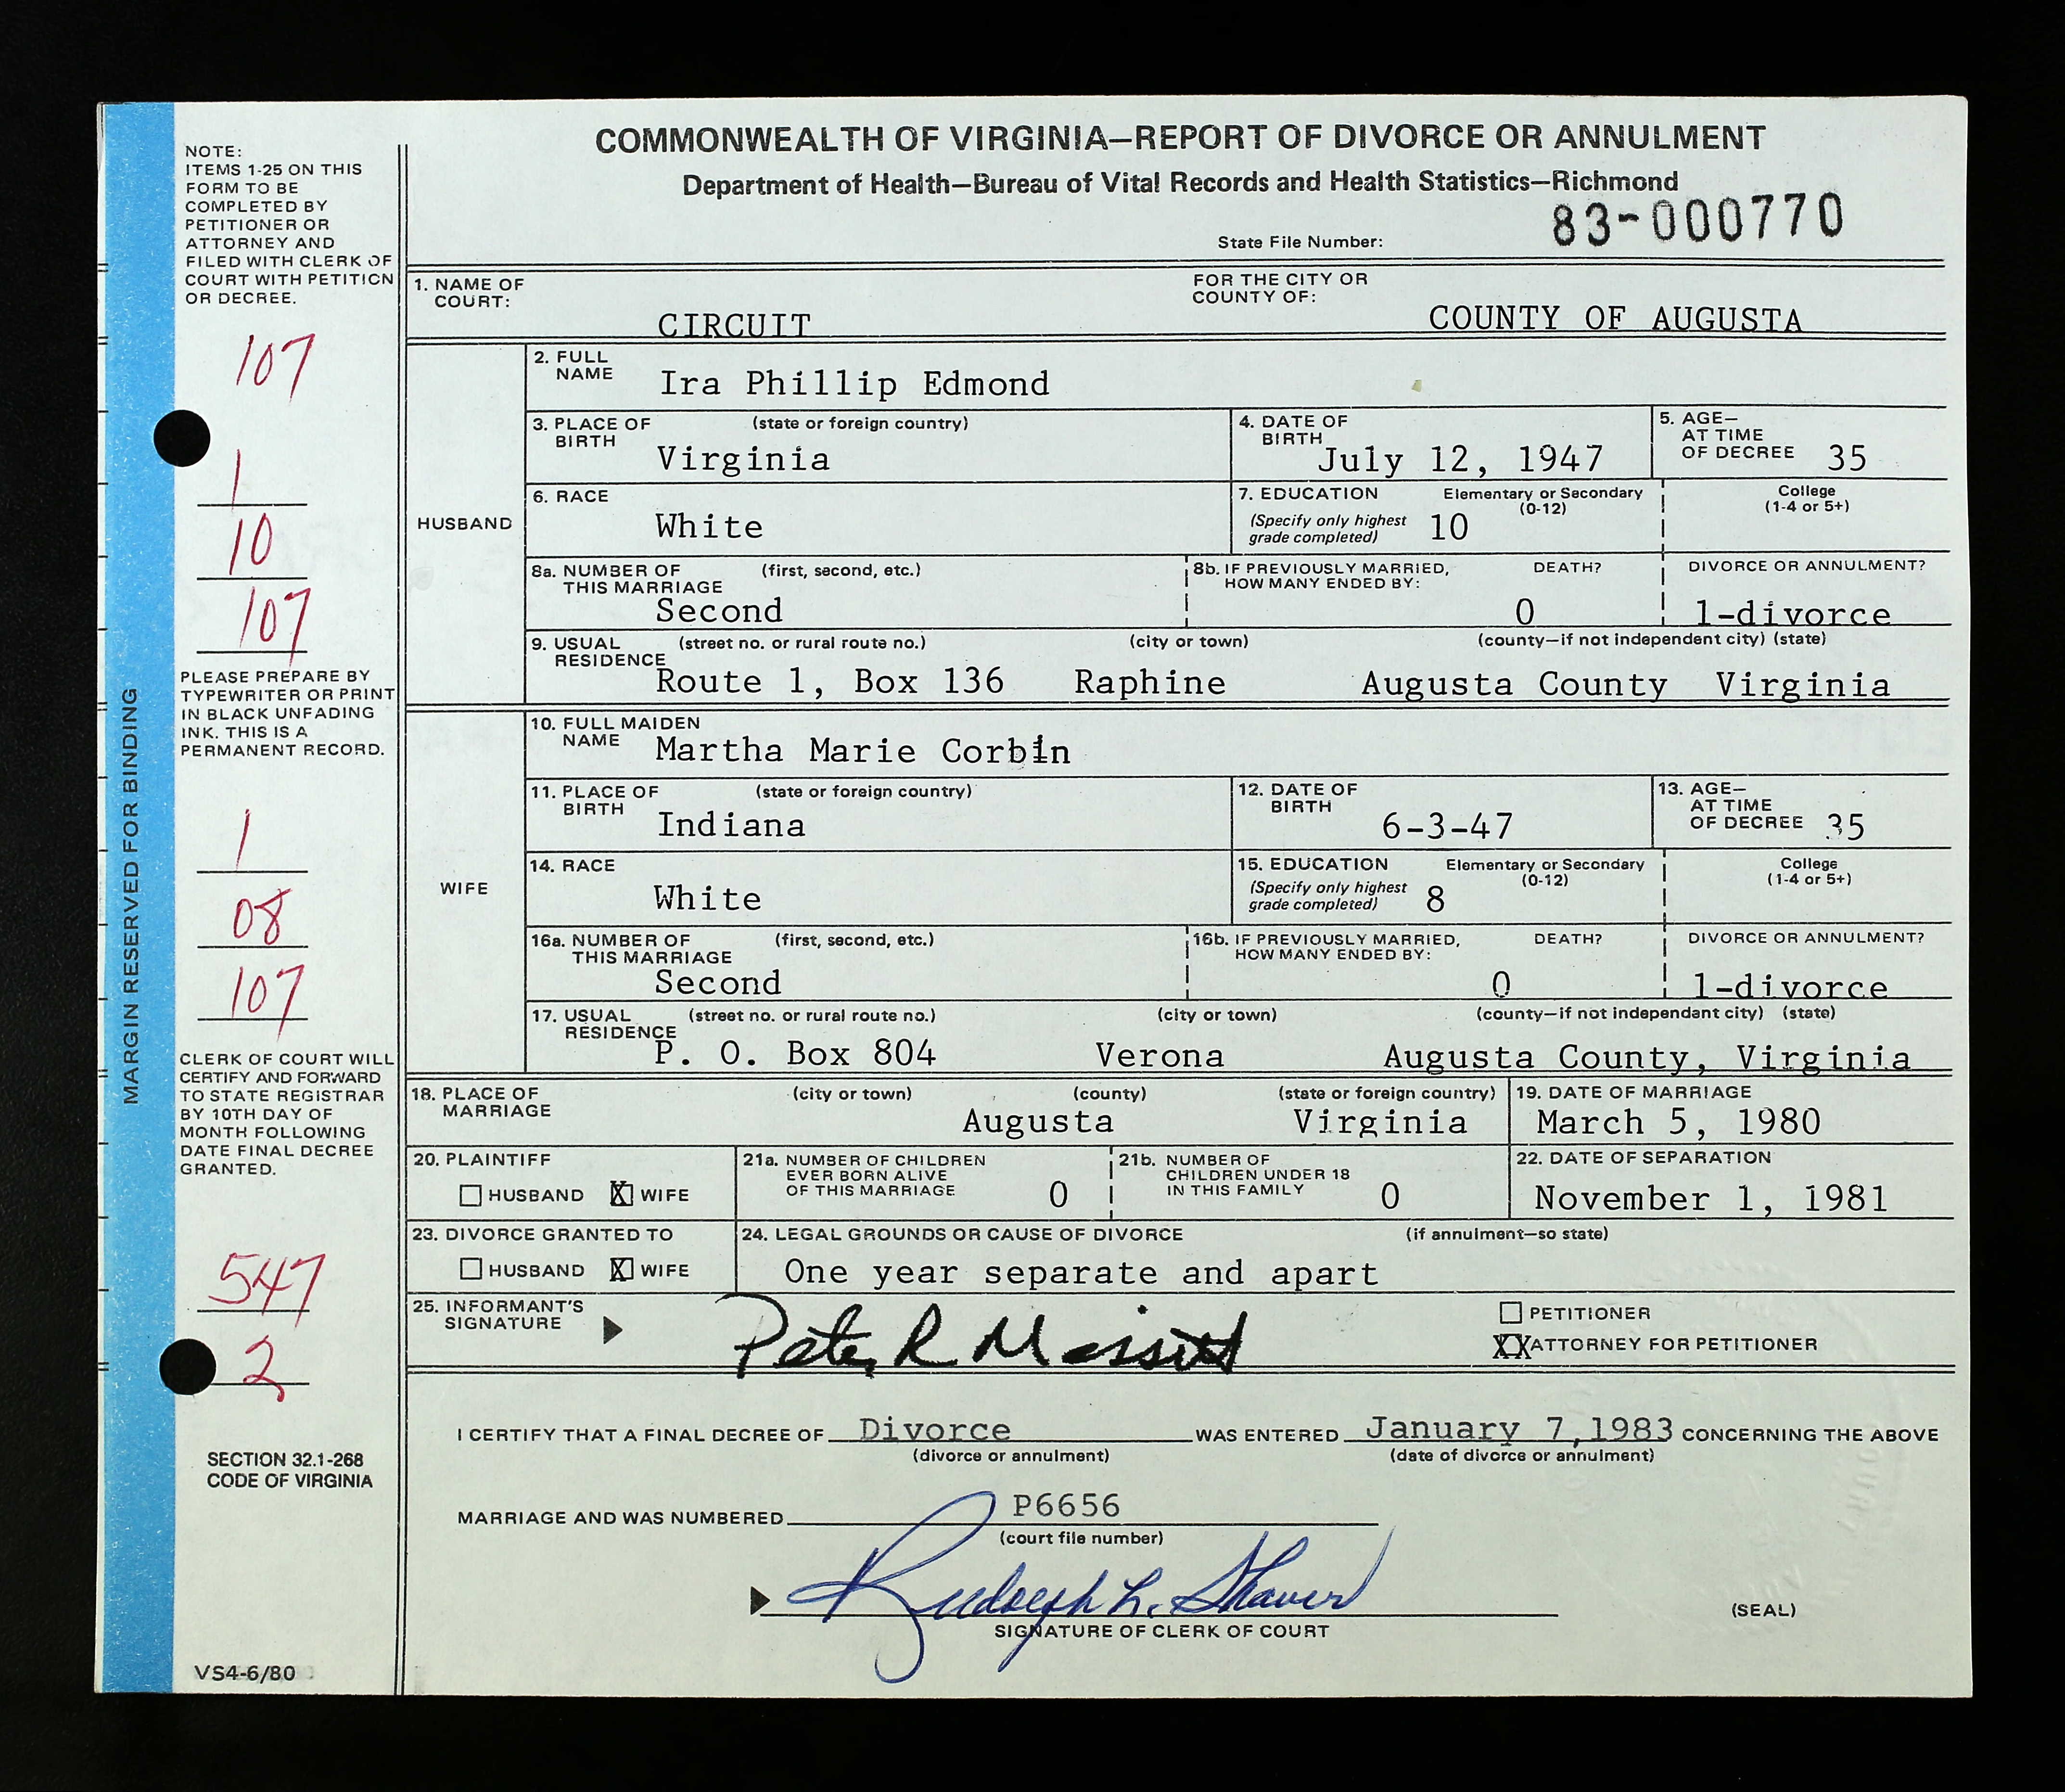 COMMONWEALTH OF VIRGINIA—REPORT OF DIVORCE OR ANNULMENT
Department of Health—Bureau of Vital Records and Health Statistics—Richmond
State File Number: 83-000770
NOTE:
ITEMS 1-25 ON THIS
FORM TO BE
COMPLETED BY
PETITIONER OR
ATTORNEY AND
FILED WITH CLERK OF
COURT WITH PETITION
OR DECREE.
107
1
10
107
PLEASE PREPARE BY
TYPEWRITER OR PRINT
IN BLACK UNFADING
INK. THIS IS A
PERMANENT RECORD.
1
08
107
CLERK OF COURT WILL
CERTIFY AND FORWARD
TO STATE REGISTRAR
BY 10TH DAY OF
MONTH FOLLOWING
DATE FINAL DECREE
GRANTED.
547
2
SECTION 32.1-268
CODE OF VIRGINIA
VS4-6/80
MARGIN RESERVED FOR BINDING
1. NAME OF COURT: CIRCUIT FOR THE CITY OR COUNTY OF: COUNTY OF AUGUSTA
HUSBAND
2. FULL NAME Ira Phillip Edmond
3. PLACE OF BIRTH (state or foreign country) Virginia 4. DATE OF BIRTH July 12, 1947 5. AGE— AT TIME OF DECREE 35
6. RACE White 7. EDUCATION (Specify only highest grade completed) Elementary or Secondary (0-12) 10 College (1-4 or 5+)
8a. NUMBER OF THIS MARRIAGE (first, second, etc.) Second 8b. IF PREVIOUSLY MARRIED, HOW MANY ENDED BY: DEATH? 0 DIVORCE OR ANNULMENT? 1-divorce
9. USUAL RESIDENCE (street no. or rural route no.) (city or town) (county—if not independent city) (state)
Route 1, Box 136 Raphine Augusta County Virginia
WIFE
10. FULL MAIDEN NAME Martha Marie Corbin
11. PLACE OF BIRTH (state or foreign country) Indiana 12. DATE OF BIRTH 6-3-47 13. AGE— AT TIME OF DECREE 35
14. RACE White 15. EDUCATION (Specify only highest grade completed) Elementary or Secondary (0-12) 8 College (1-4 or 5+)
16a. NUMBER OF THIS MARRIAGE (first, second, etc.) Second 16b. IF PREVIOUSLY MARRIED, HOW MANY ENDED BY: DEATH? 0 DIVORCE OR ANNULMENT? 1-divorce
17. USUAL RESIDENCE (street no. or rural route no.) (city or town) (county—if not independant city) (state)
P. O. Box 804 Verona Augusta County, Virginia
18. PLACE OF MARRIAGE (city or town) (county) (state or foreign country) Augusta Virginia 19. DATE OF MARRIAGE March 5, 1980
20. PLAINTIFF HUSBAND X WIFE 21a. NUMBER OF CHILDREN EVER BORN ALIVE OF THIS MARRIAGE 0 21b. NUMBER OF CHILDREN UNDER 18 IN THIS FAMILY 0 22. DATE OF SEPARATION November 1, 1981
23. DIVORCE GRANTED TO HUSBAND X WIFE 24. LEGAL GROUNDS OR CAUSE OF DIVORCE (if annulment—so state) One year separate and apart
25. INFORMANT'S SIGNATURE Peter R PETITIONER
XX ATTORNEY FOR PETITIONER
I CERTIFY THAT A FINAL DECREE OF Divorce WAS ENTERED January 7, 1983 CONCERNING THE ABOVE
(divorce or annulment) (date of divorce or annulment)
MARRIAGE AND WAS NUMBERED P6656
(court file number)
Rudolph L. Shaver
SIGNATURE OF CLERK OF COURT
(SEAL)